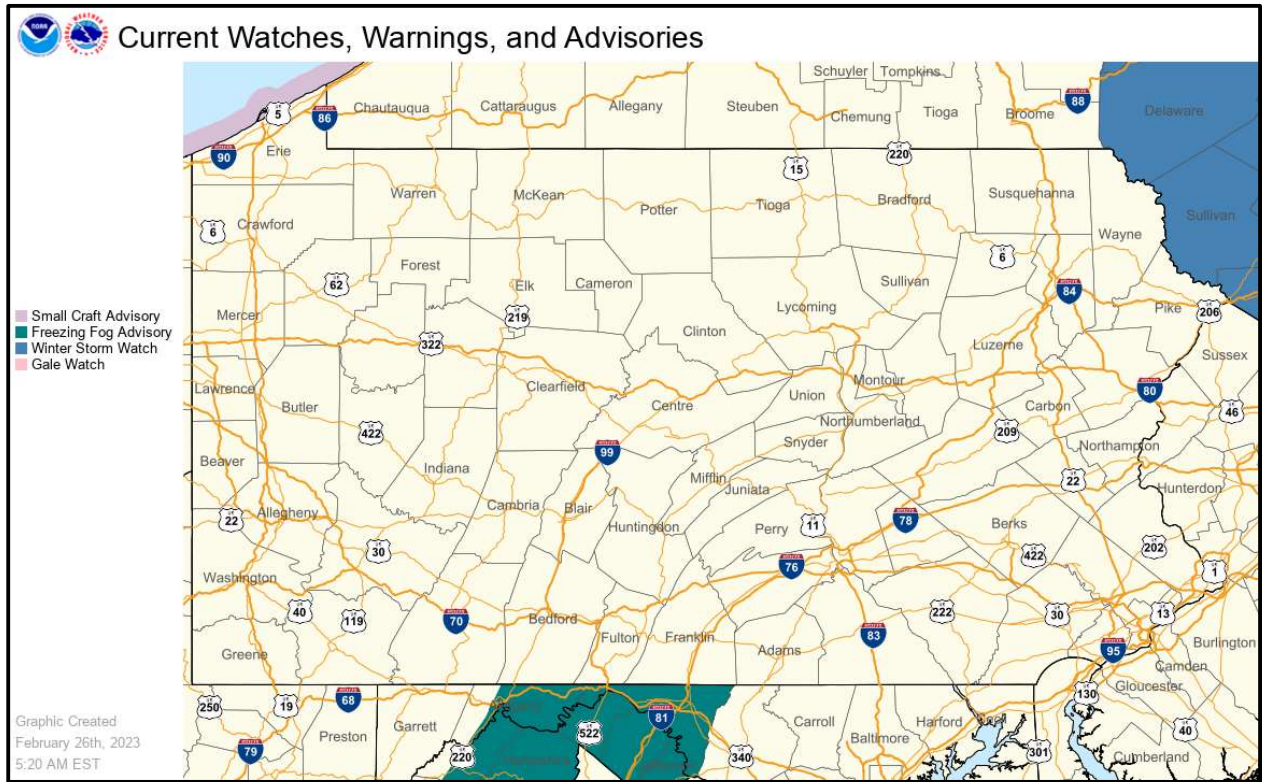 NOAA
Current Watches, Warnings, and Advisories
Schuyler Tompkins
Chautauqua Cattaraugus Allegany Steuben Chemung Tioga Broome Delaware
5 86 88
Erie
90 15 220
Warren McKean Potter Tioga Bradford Susquehanna
Crawford Sullivan
6 Wayne
Forest 6
62 Elk Cameron Sullivan
Small Craft Advisory
Freezing Fog Advisory
Winter Storm Watch
Gale Watch
Mercer 219 Lycoming 84 Pike 206
322 Clinton Luzerne Sussex
Lawrence Clearfield Montour 80
Butler Centre Union Carbon 46
422 Northumberland 209
99 Snyder Northampton
Beaver Indiana Mifflin 22
Juniata Hunterdon
22 Allegheny Cambria Blair Huntingdon Perry 11 78 Berks
30 422 202
Washington 76 1
40 119 70 Bedford 222 30 13
Fulton Franklin Adams 83 Burlington
Greene 95 Camden
Gloucester
250 19 68 Garrett 81 Carroll Harford Cecil 130
Preston 522 Baltimore 40
79 220 340 301 Cumberland
Graphic Created
February 26th, 2023
5:20 AM EST